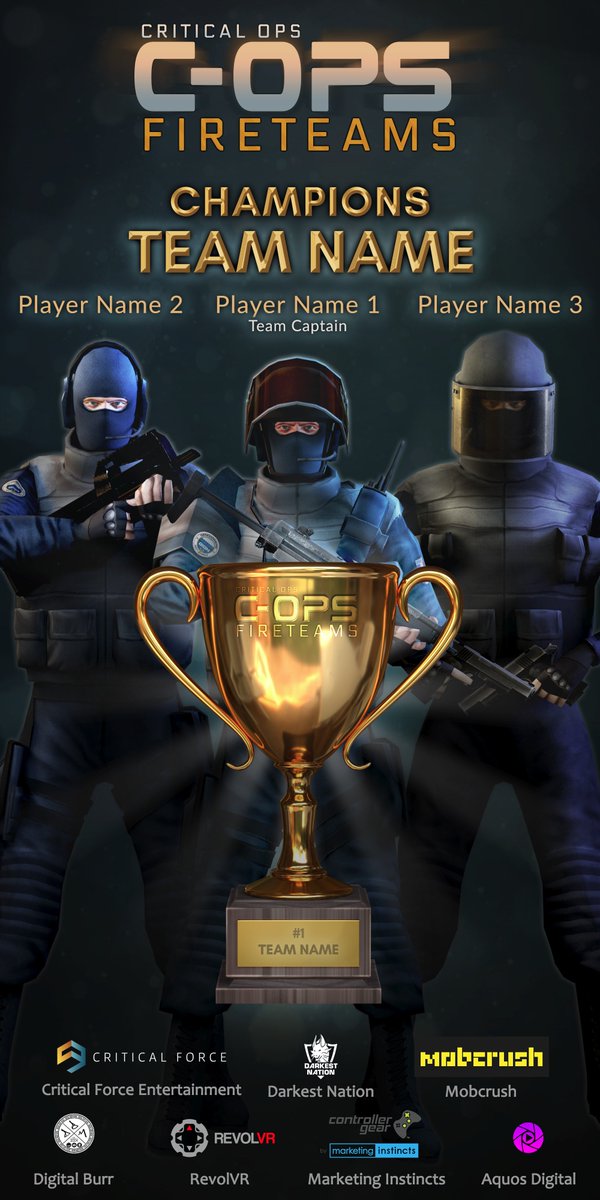 CRITICAL OPS
C-OPS
FIRETEAMS
CHAMPIONS
TEAM NAME
Player Name 2 Player Name 1 Player Name 3
Team Captain
CRITICAL OPS
C-OPS
FIRETEAMS
#1
TEAM NAME
CRITICAL FORCE
DARKEST
NATION
mobcrush
Critical Force Entertainment Darkest Nation Mobcrush
REVOLVR
controller
gear
by marketing instincts
Digital Burr RevolVR Marketing Instincts Aquos Digital